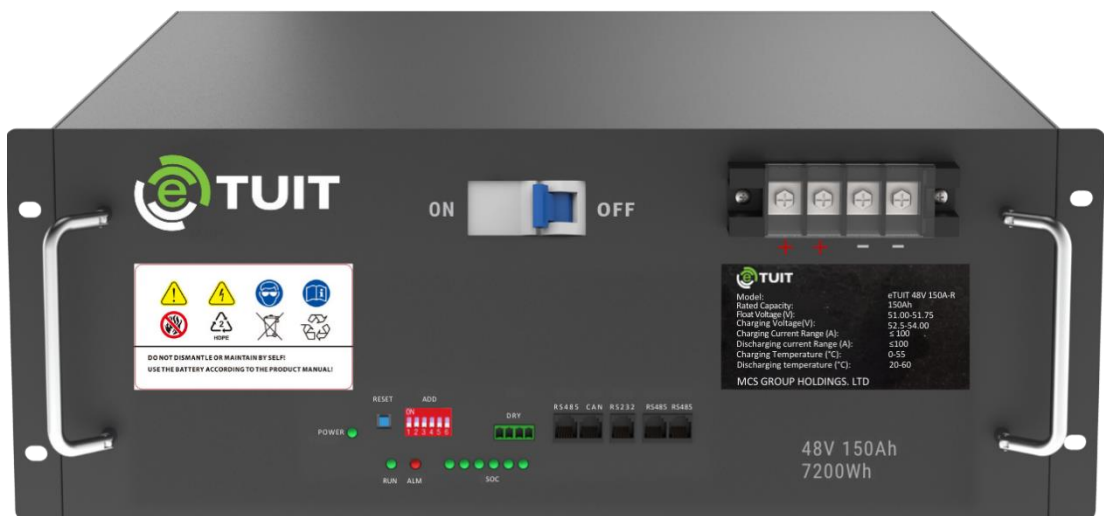 e TUIT
ON OFF
+ + − −
DO NOT DISMANTLE OR MAINTAIN BY SELF!
USE THE BATTERY ACCORDING TO THE PRODUCT MANUAL!
2
HDPE
e TUIT
Model: eTUIT 48V 150A-R
Rated Capacity: 150Ah
Float Voltage(V): 51.00-51.75
Charging Voltage(V): 52.5-54.00
Charging Current Range (A): ≤ 100
Discharging current Range (A): ≤100
Charging Temperature (°C): 0-55
Discharging temperature (°C): 20-60
MCS GROUP HOLDINGS. LTD
RESET ADD DRY RS485 CAN RS232 RS485 RS485
ON
1 2 3 4 5 6
POWER
RUN ALM SOC
48V 150Ah
7200Wh